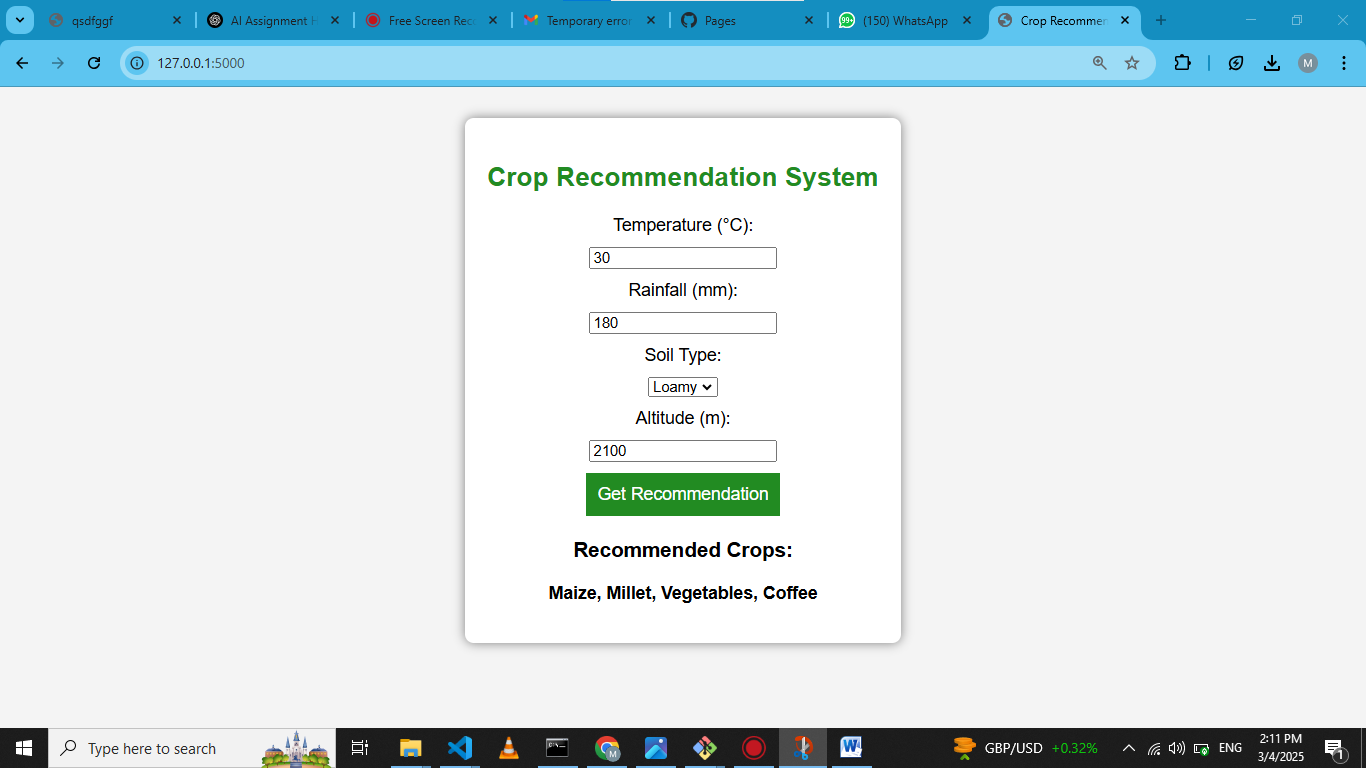 qsdfggf
AI Assignment H
Free Screen Rec
Temporary error
Pages
99+
(150) WhatsApp
Crop Recommen
127.0.0.1:5000
M
Crop Recommendation System
Temperature (°C):
30
Rainfall (mm):
180
Soil Type:
Loamy
Altitude (m):
2100
Get Recommendation
Recommended Crops:
Maize, Millet, Vegetables, Coffee
Type here to search
M
W
GBP/USD +0.32%
ENG
2:11 PM
3/4/2025
1